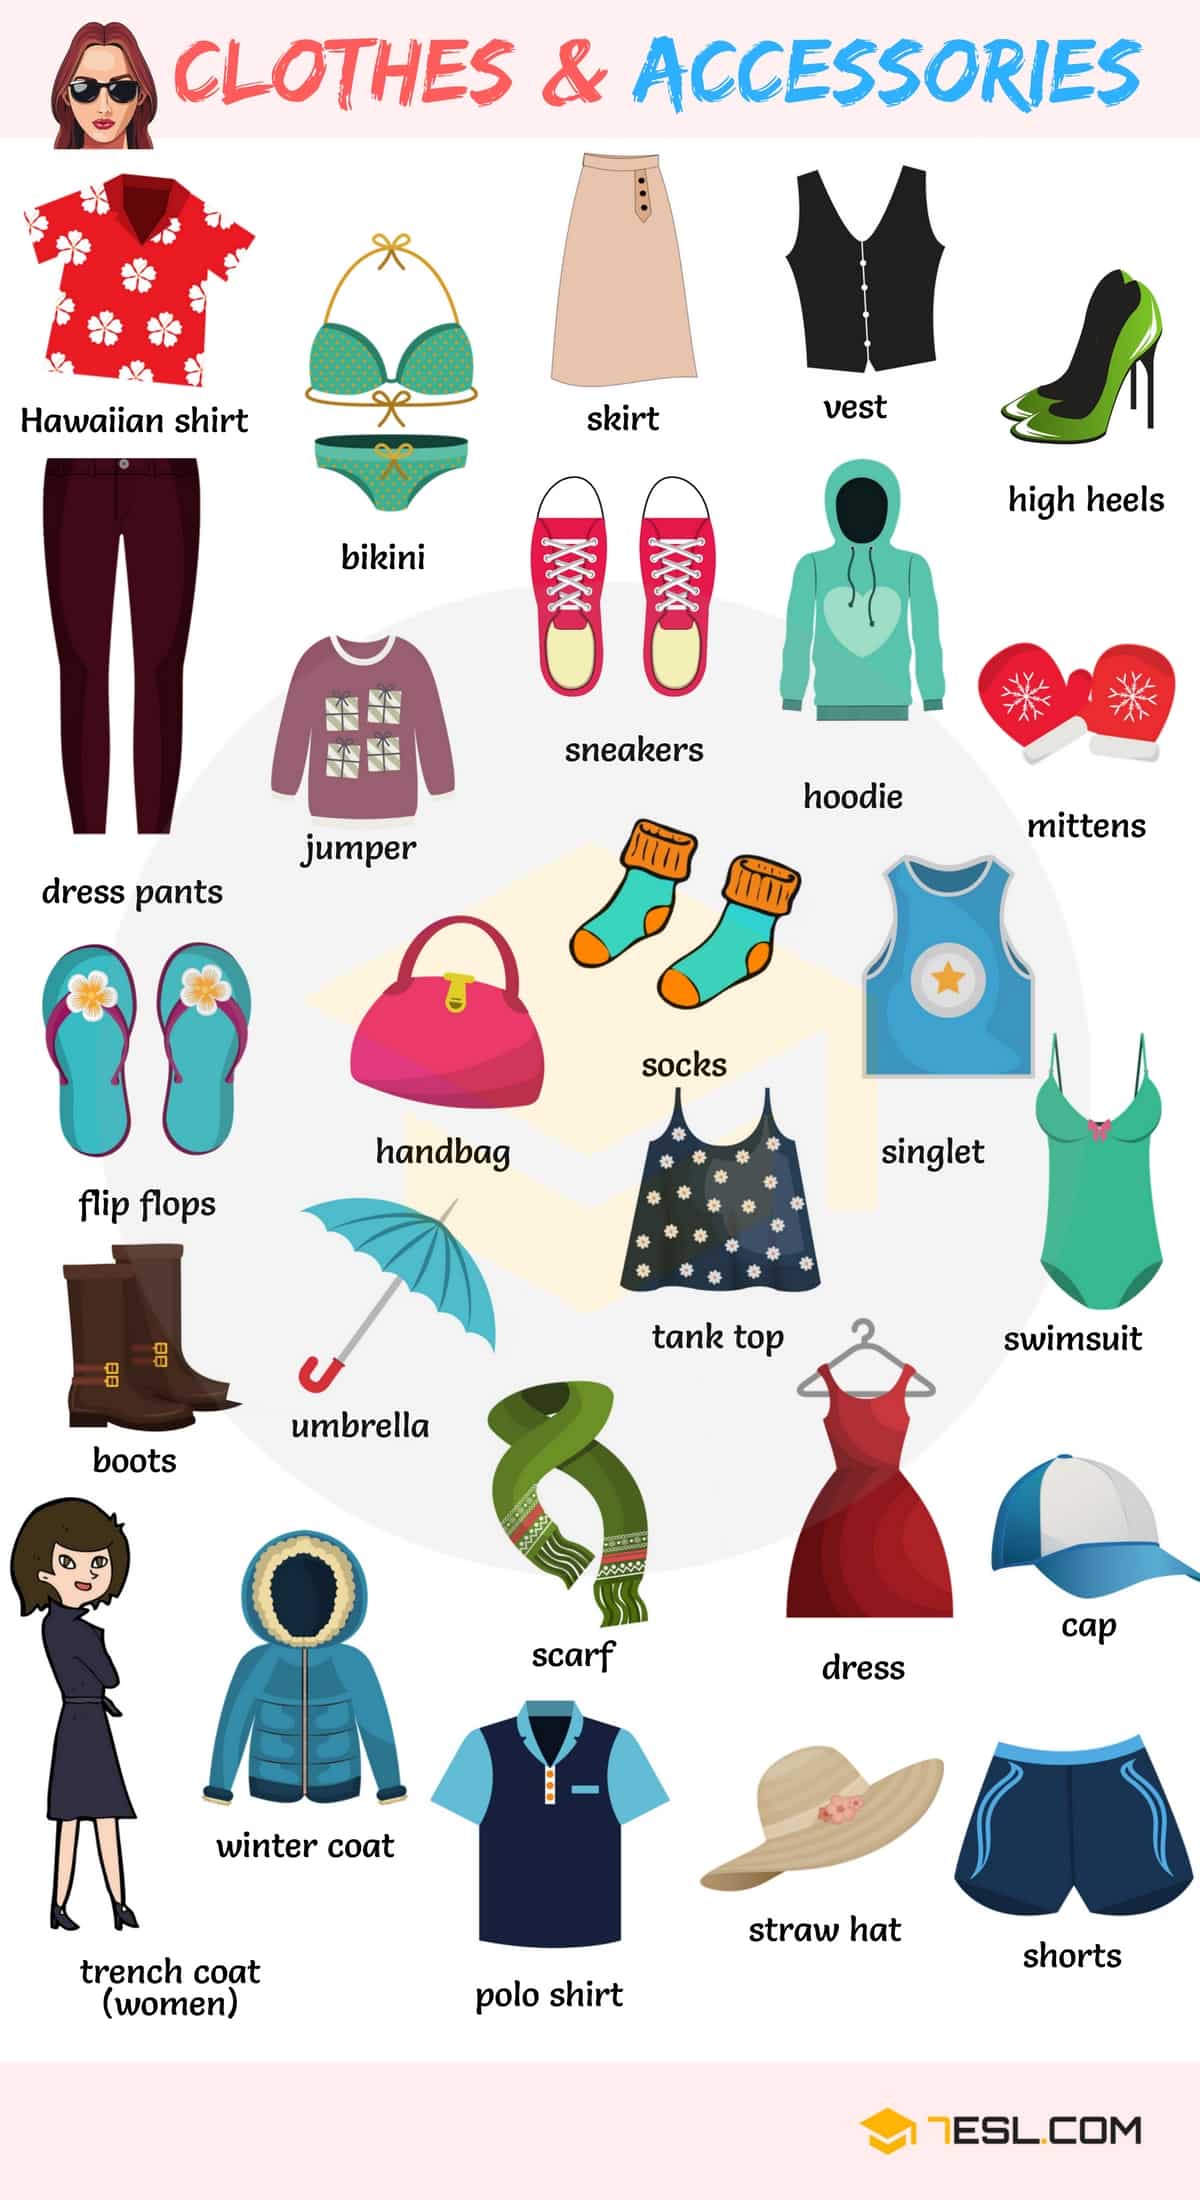 CLOTHES & ACCESSORIES
Hawaiian shirt
bikini
skirt
vest
high heels
dress pants
jumper
sneakers
hoodie
mittens
flip flops
handbag
socks
singlet
swimsuit
boots
umbrella
tank top
trench coat
(women)
winter coat
scarf
dress
cap
polo shirt
straw hat
shorts
7ESL.COM